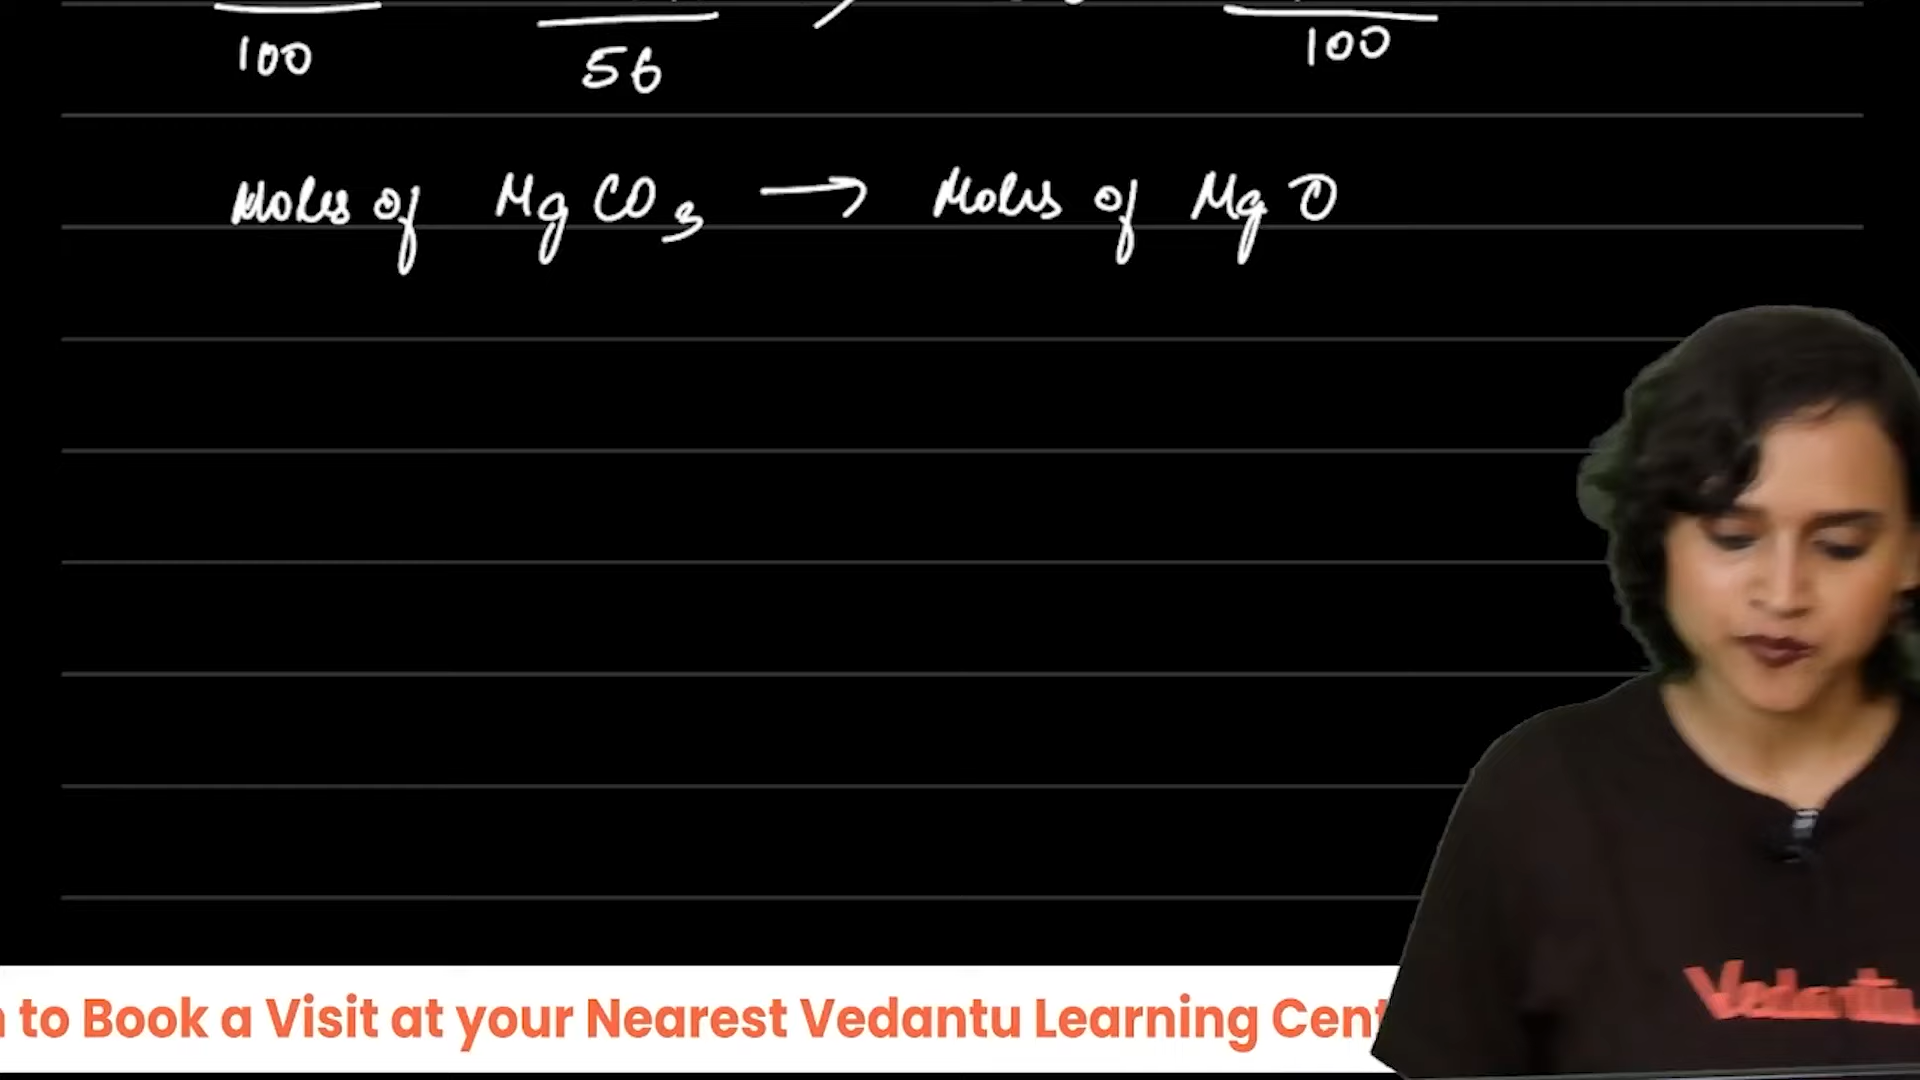 100 56 100
Moles of MgCO3 → Moles of MgO
to Book a Visit at your Nearest Vedantu Learning Cent
Vedantu